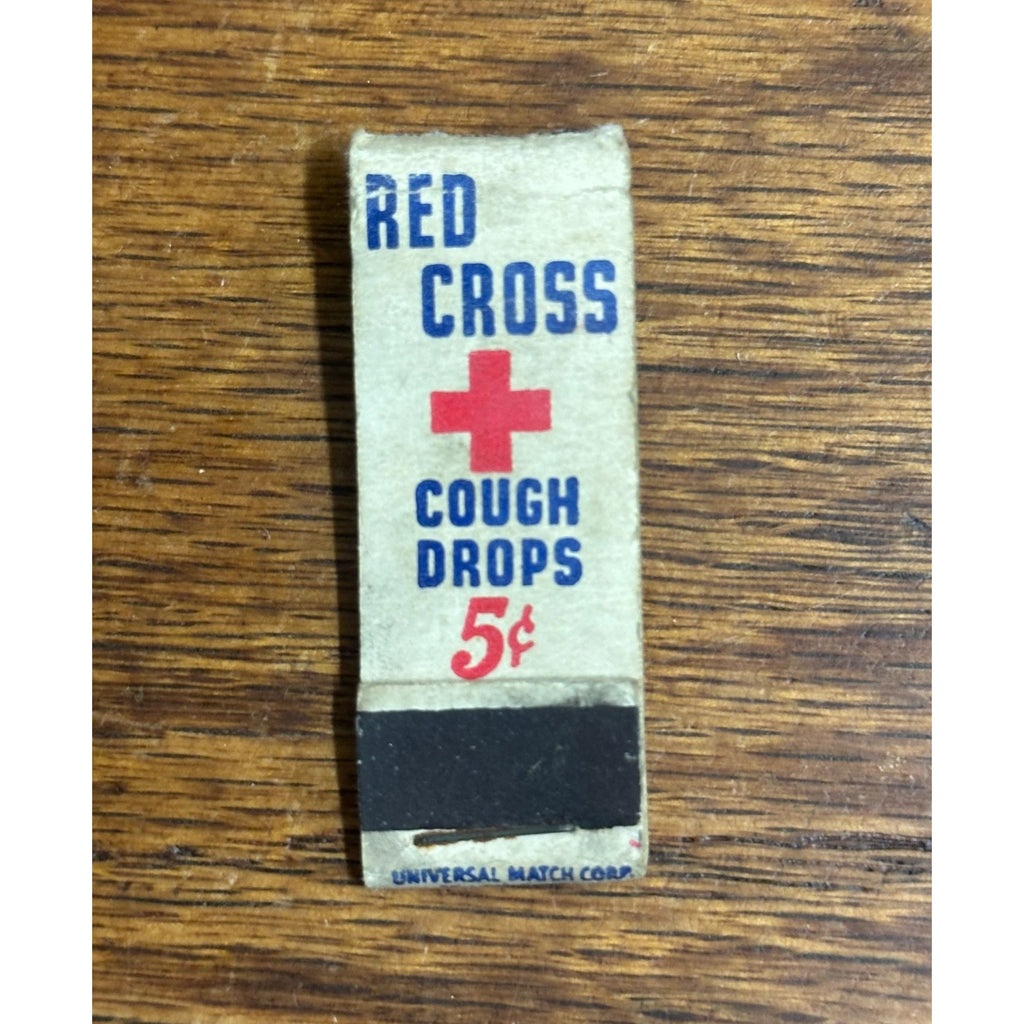 RED
CROSS
COUGH
DROPS
5¢
UNIVERSAL MATCH CORP.